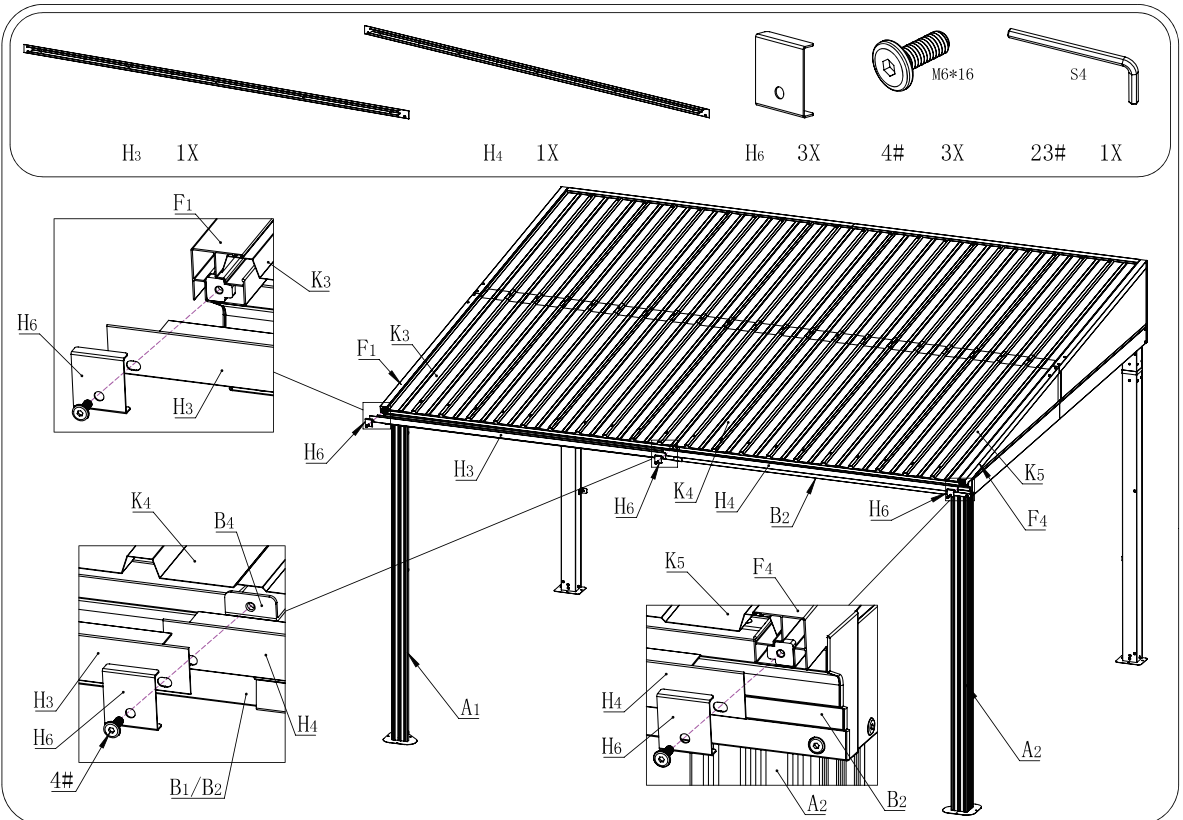 M6*16
S4
H3 1X
H4 1X
H6 3X
4# 3X
23# 1X
F1
K3
H6
H3
F1
K3
H6
H3
H6
K4
H4
B2
H6
K5
F4
K4
B4
H3
H6
H4
4#
B1/B2
A1
K5
F4
H4
H6
A2
B2
A2